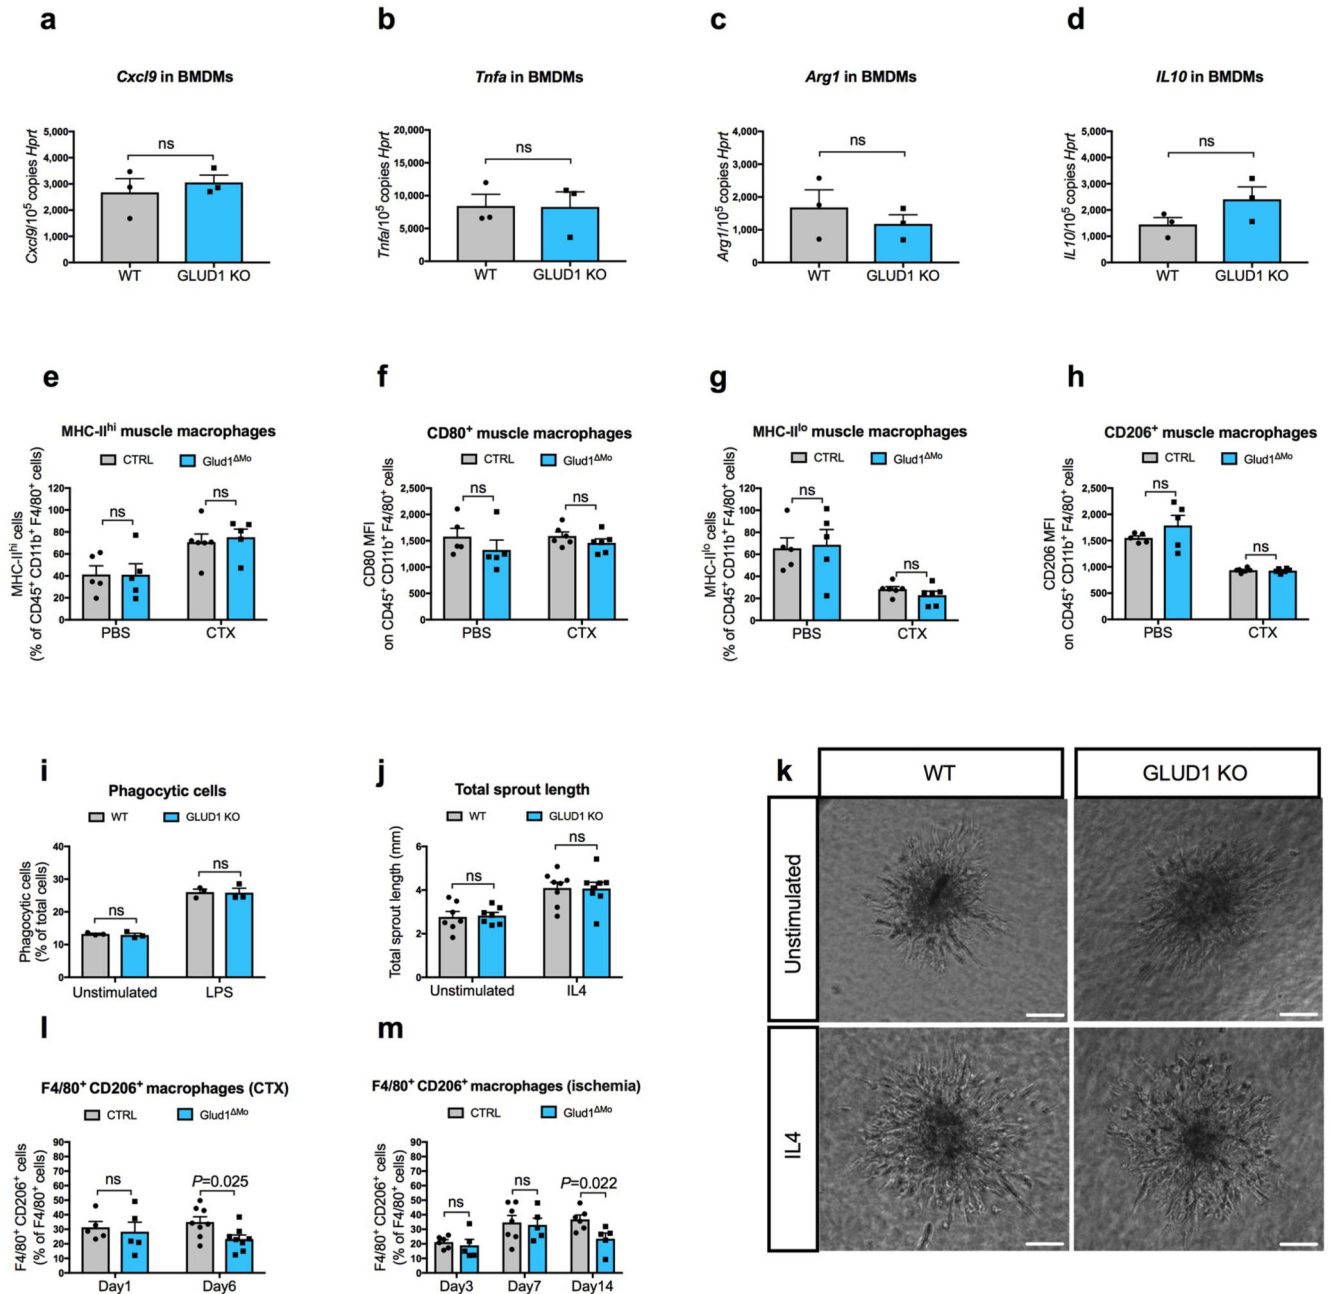 a
Cxcl9 in BMDMs
Cxcl9/10⁵ copies Hprt
5,000
4,000
3,000
2,000
1,000
0
ns
WT GLUD1 KO
b
Tnfa in BMDMs
Tnfa/10⁵ copies Hprt
20,000
15,000
10,000
5,000
0
ns
WT GLUD1 KO
c
Arg1 in BMDMs
Arg1/10⁵ copies Hprt
4,000
3,000
2,000
1,000
0
ns
WT GLUD1 KO
d
IL10 in BMDMs
IL10/10⁵ copies Hprt
5,000
4,000
3,000
2,000
1,000
0
ns
WT GLUD1 KO
e
MHC-IIʰⁱ muscle macrophages
CTRL Glud1ᐃᴹᵒ
MHC-IIʰⁱ cells
(% of CD45⁺ CD11b⁺ F4/80⁺ cells)
120
100
80
60
40
20
0
ns ns
PBS CTX
f
CD80⁺ muscle macrophages
CTRL Glud1ᐃᴹᵒ
CD80 MFI
on CD45⁺ CD11b⁺ F4/80⁺ cells
2,500
2,000
1,500
1,000
500
0
ns ns
PBS CTX
g
MHC-IIˡᵒ muscle macrophages
CTRL Glud1ᐃᴹᵒ
MHC-IIˡᵒ cells
(% of CD45⁺ CD11b⁺ F4/80⁺ cells)
120
100
80
60
40
20
0
ns ns
PBS CTX
h
CD206⁺ muscle macrophages
CTRL Glud1ᐃᴹᵒ
CD206 MFI
on CD45⁺ CD11b⁺ F4/80⁺ cells
2,500
2,000
1,500
1,000
500
0
ns ns
PBS CTX
i
Phagocytic cells
WT GLUD1 KO
Phagocytic cells
(% of total cells)
40
30
20
10
0
ns ns
Unstimulated LPS
j
Total sprout length
WT GLUD1 KO
Total sprout length (mm)
6
4
2
0
ns ns
Unstimulated IL4
k
WT GLUD1 KO
Unstimulated
IL4
l
F4/80⁺ CD206⁺ macrophages (CTX)
CTRL Glud1ᐃᴹᵒ
F4/80⁺ CD206⁺ cells
(% of F4/80⁺ cells)
90
80
70
60
50
40
30
20
10
0
ns P=0.025
Day1 Day6
m
F4/80⁺ CD206⁺ macrophages (ischemia)
CTRL Glud1ᐃᴹᵒ
F4/80⁺ CD206⁺ cells
(% of F4/80⁺ cells)
90
80
70
60
50
40
30
20
10
0
ns ns P=0.022
Day3 Day7 Day14